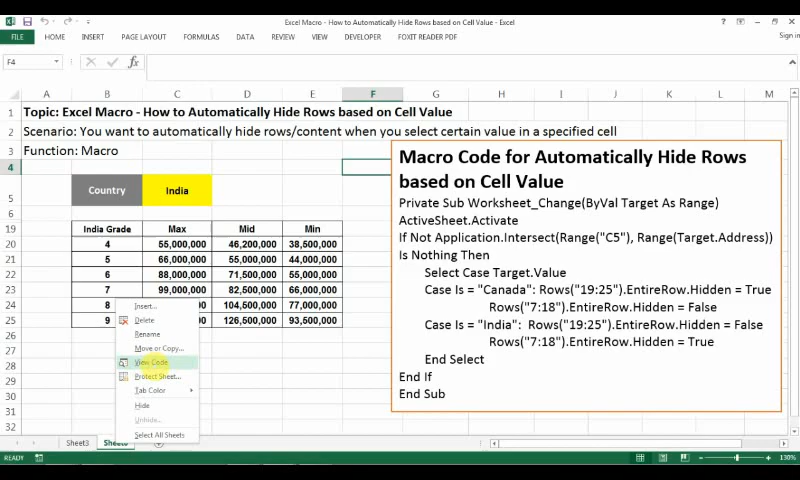 Excel Macro - How to Automatically Hide Rows based on Cell Value - Excel
FILE HOME INSERT PAGE LAYOUT FORMULAS DATA REVIEW VIEW DEVELOPER FOXIT READER PDF Sign in
F4 fx
A B C D E F G H I J K L M
1 Topic: Excel Macro - How to Automatically Hide Rows based on Cell Value
2 Scenario: You want to automatically hide rows/content when you select certain value in a specified cell
3 Function: Macro
4
5 Country India
6
19 India Grade Max Mid Min
20 4 55,000,000 46,200,000 38,500,000
21 5 66,000,000 55,000,000 44,000,000
22 6 88,000,000 71,500,000 55,000,000
23 7 99,000,000 82,500,000 66,000,000
24 8 104,500,000 77,000,000
25 9 126,500,000 93,500,000
26
27
28
29
30
31
32
Macro Code for Automatically Hide Rows
based on Cell Value
Private Sub Worksheet_Change(ByVal Target As Range)
ActiveSheet.Activate
If Not Application.Intersect(Range("C5"), Range(Target.Address))
Is Nothing Then
Select Case Target.Value
Case Is = "Canada": Rows("19:25").EntireRow.Hidden = True
Rows("7:18").EntireRow.Hidden = False
Case Is = "India":  Rows("19:25").EntireRow.Hidden = False
Rows("7:18").EntireRow.Hidden = True
End Select
End If
End Sub
Insert...
Delete
Rename
Move or Copy...
View Code
Protect Sheet...
Tab Color
Hide
Unhide...
Select All Sheets
Sheet3
READY 130%